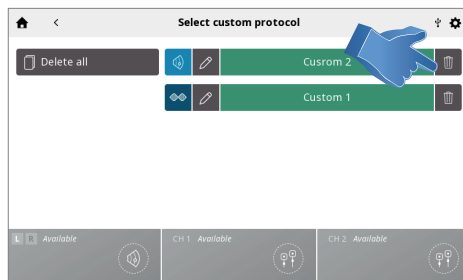 Select custom protocol
Delete all
Cusrom 2
Custom 1
L R Available
CH 1 Available
CH 2 Available